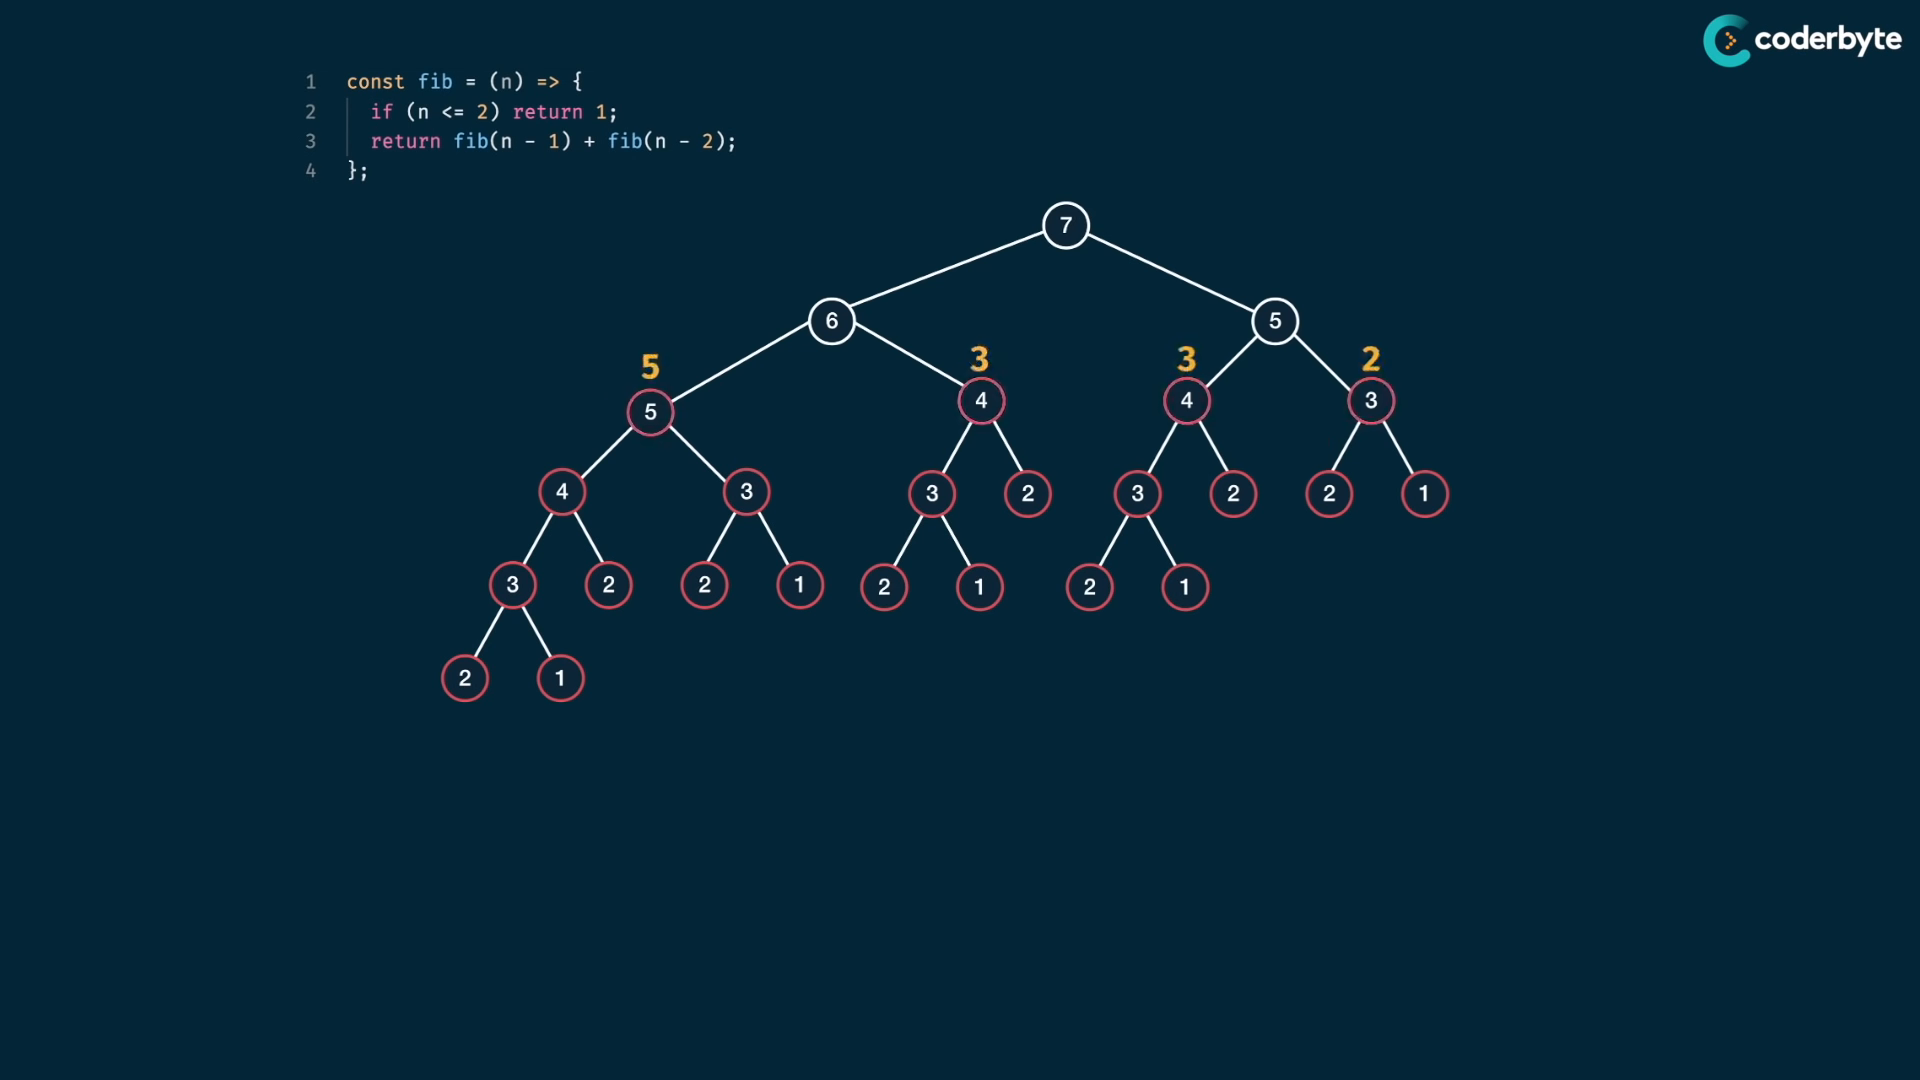 coderbyte
1 const fib = (n) => {
2 if (n <= 2) return 1;
3 return fib(n - 1) + fib(n - 2);
4 };
7
6 5
5 3 3 2
5 4 4 3
4 3 3 2 3 2 2 1
3 2 2 1 2 1 2 1
2 1